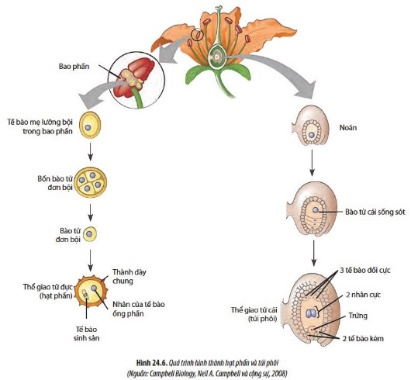 Bao phấn
Tế bào mẹ lưỡng bội
trong bao phấn
Bốn bào tử
đơn bội
Bào tử
đơn bội
Thể giao tử đực
(hạt phấn)
Thành dày
chung
Nhân của tế bào
ống phấn
Tế bào
sinh sản
Noãn
Bào tử cái sống sót
Thể giao tử cái
(túi phôi)
3 tế bào đối cực
2 nhân cực
Trứng
2 tế bào kèm
Hình 24.6. Quá trình hình thành hạt phấn và túi phôi
(Nguồn: Campbell Biology, Neil A. Campbell và cộng sự, 2008)